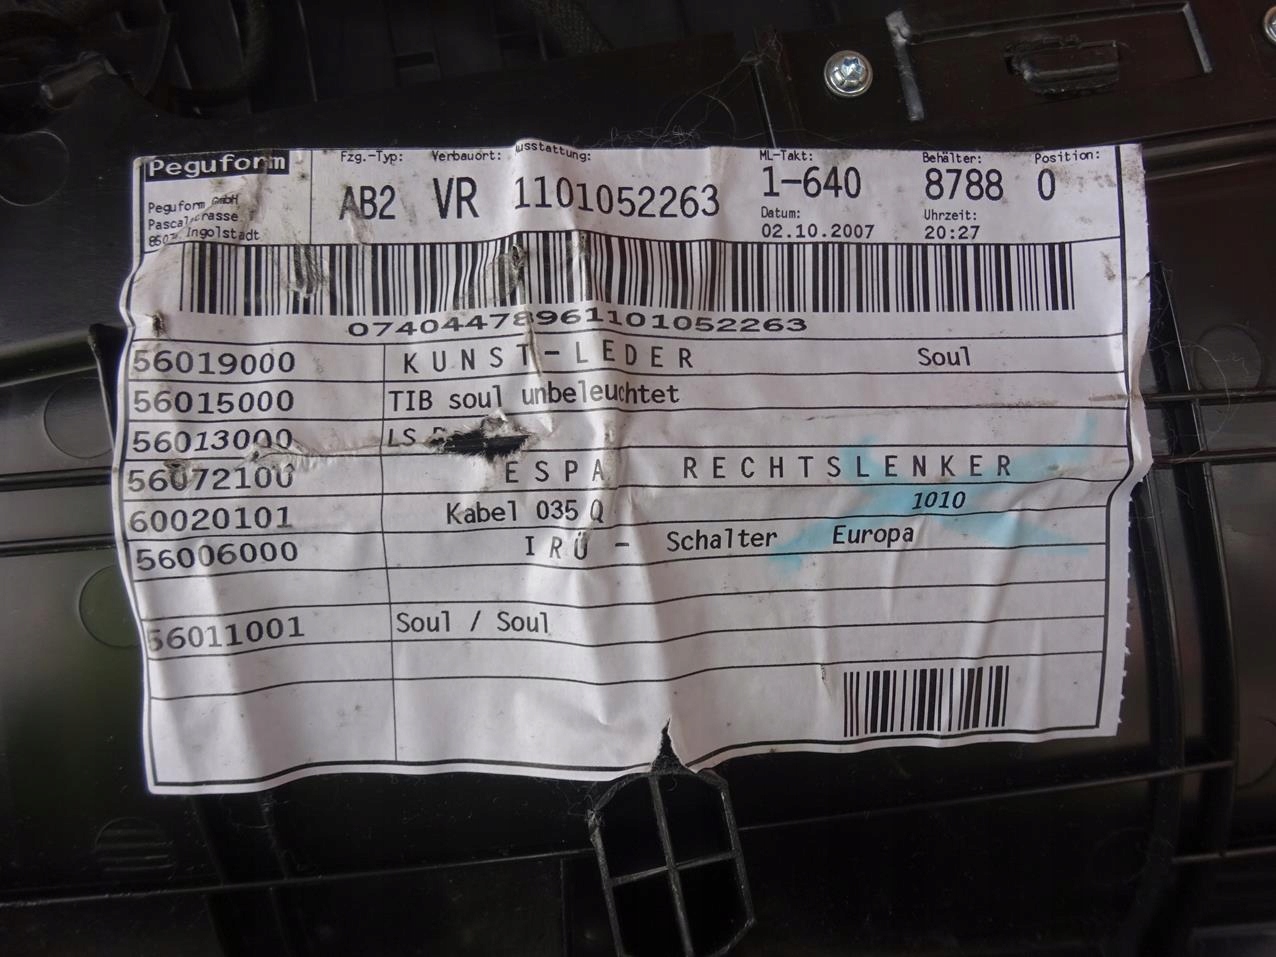 Peguform
Fzg.-Typ: Verbauort: usstattung: ML-Takt: Behälter: Position:
AB2 VR 1101052263 1-640 8788 0
Peguform GmbH
Datum: Uhrzeit:
Ingolstadt 02.10.2007 20:27
07404478961101052263
56019000 KUNST-LEDER Soul
56015000 TIB soul unbeleuchtet
56013000 LS
56072100 ESPA RECHTSLENKER
60020101 Kabel 035 Q 1010
56006000 IRÜ - Schalter Europa
56011001 Soul / Soul